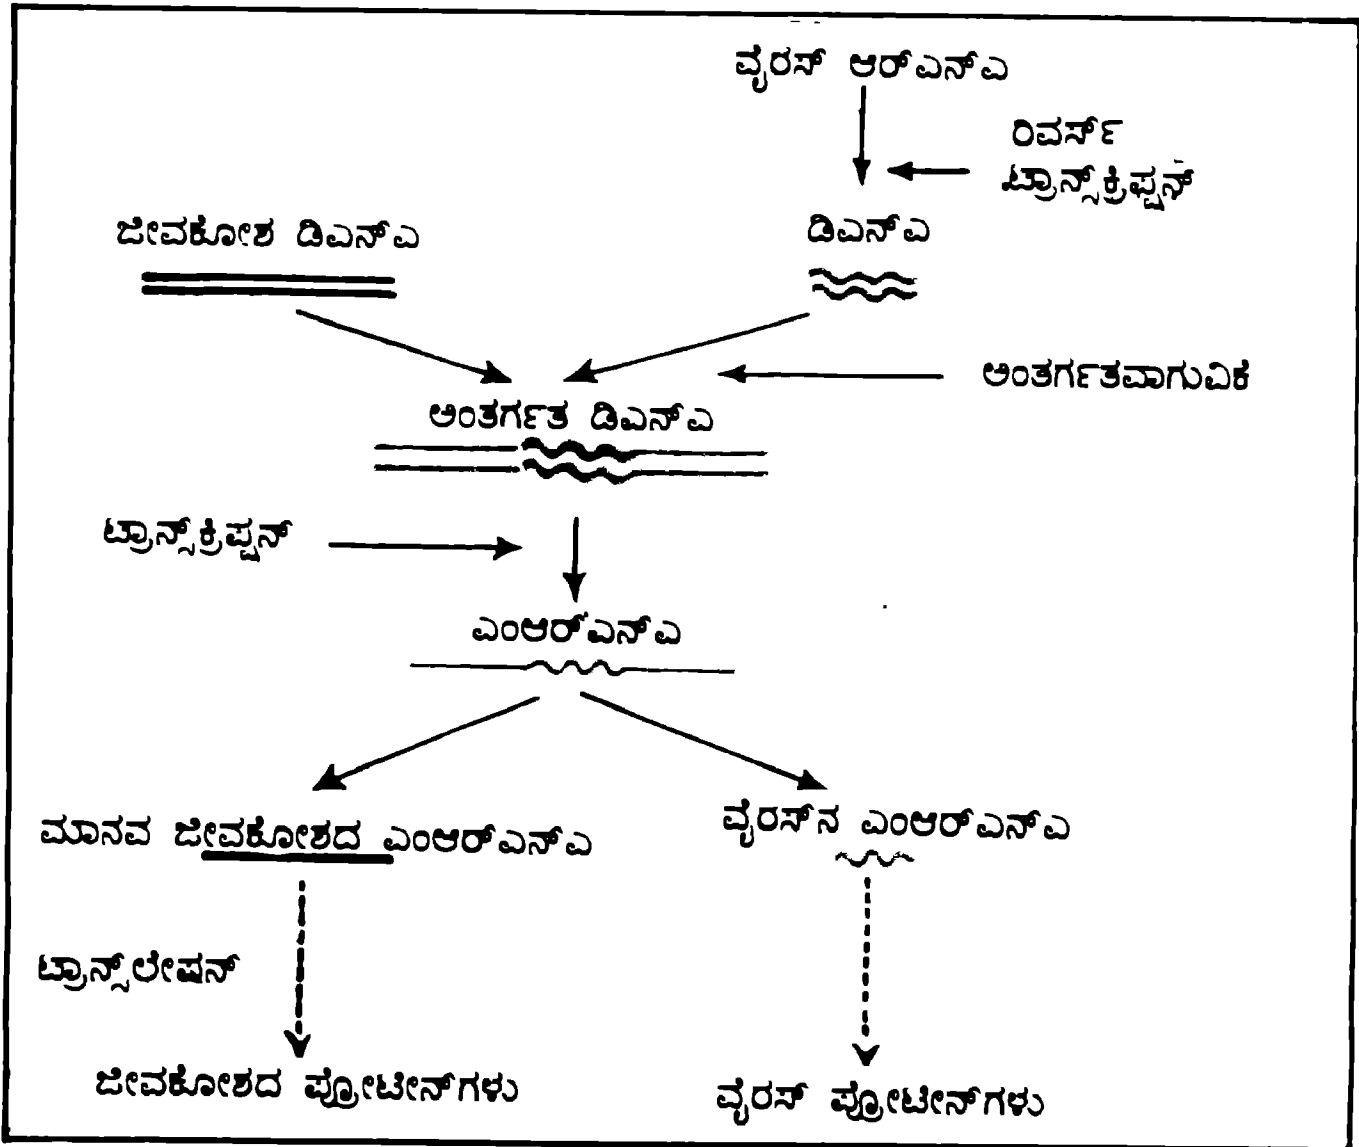 ವೈರಸ್ ಆರ್‌ಎನ್‌ಎ
ರಿವರ್ಸ್
ಟ್ರಾನ್ಸ್‌ಕ್ರಿಪ್ಷನ್
ಜೀವಕೋಶ ಡಿಎನ್‌ಎ
ಡಿಎನ್‌ಎ
ಅಂತರ್ಗತವಾಗುವಿಕೆ
ಅಂತರ್ಗತ ಡಿಎನ್‌ಎ
ಟ್ರಾನ್ಸ್‌ಕ್ರಿಪ್ಷನ್
ಎಂಆರ್‌ಎನ್‌ಎ
ಮಾನವ ಜೀವಕೋಶದ ಎಂಆರ್‌ಎನ್‌ಎ
ವೈರಸ್‌ನ ಎಂಆರ್‌ಎನ್‌ಎ
ಟ್ರಾನ್ಸ್‌ಲೇಷನ್
ಜೀವಕೋಶದ ಪ್ರೋಟೀನ್‌ಗಳು
ವೈರಸ್ ಪ್ರೋಟೀನ್‌ಗಳು